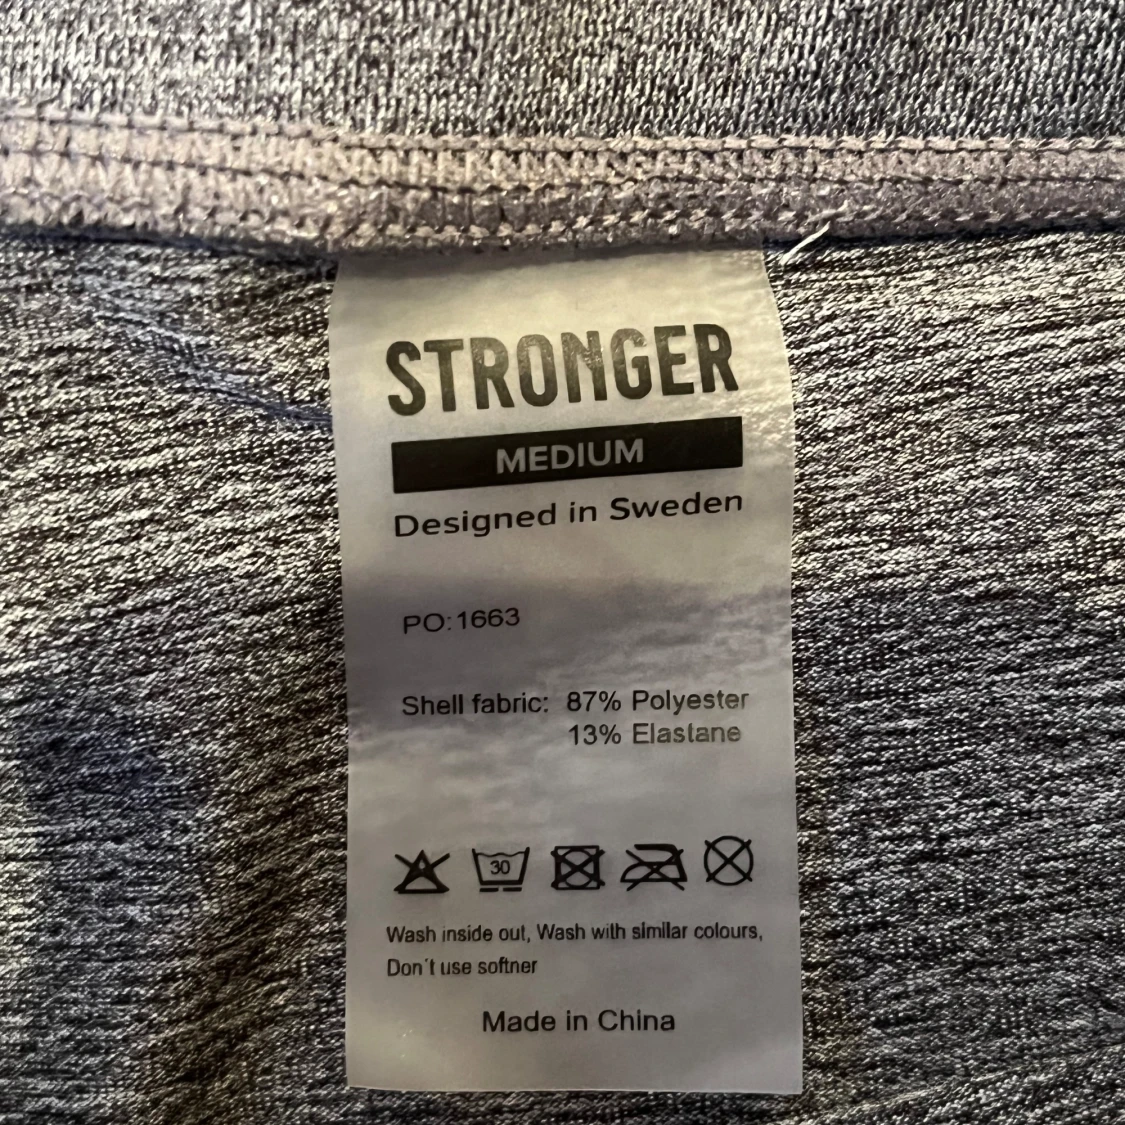 STRONGER
MEDIUM
Designed in Sweden
PO:1663
Shell fabric: 87% Polyester
13% Elastane
30
Wash inside out, Wash with similar colours,
Don´t use softner
Made in China